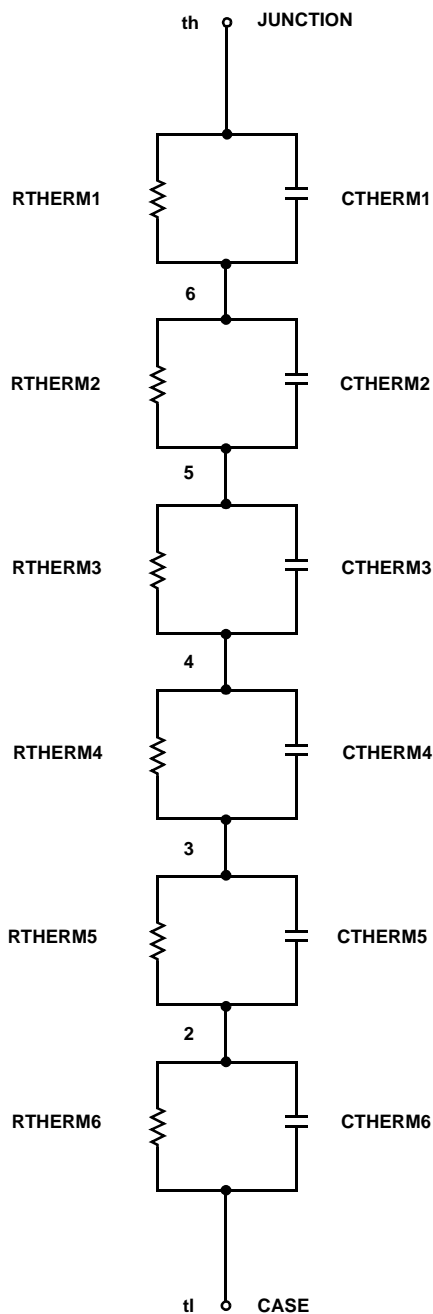 th JUNCTION
RTHERM1 CTHERM1
6
RTHERM2 CTHERM2
5
RTHERM3 CTHERM3
4
RTHERM4 CTHERM4
3
RTHERM5 CTHERM5
2
RTHERM6 CTHERM6
tl CASE